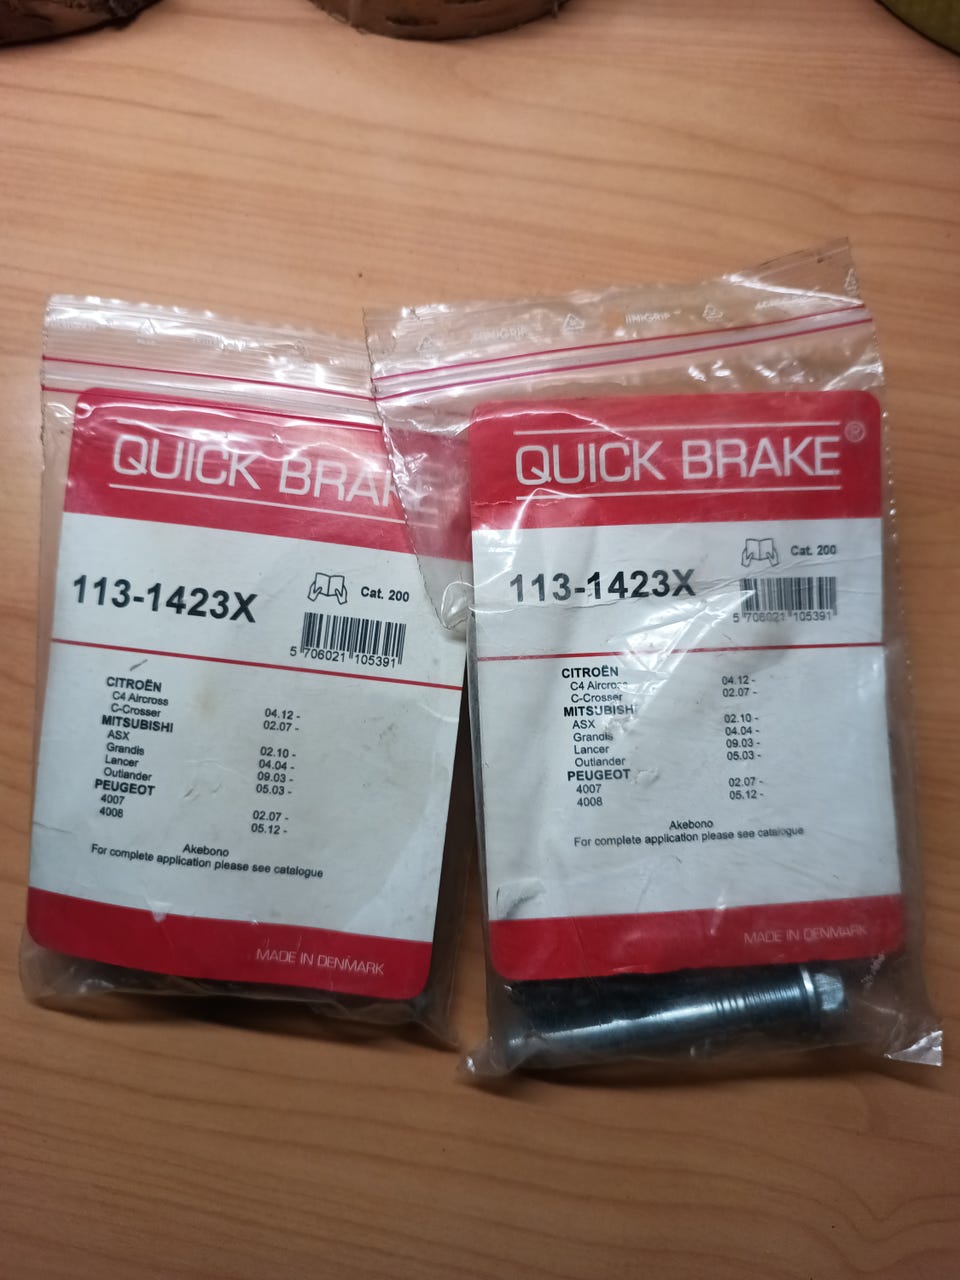 QUICK BRAKE
113-1423X
Cat. 200
5 706021 105391
CITROËN
C4 Aircross 04.12 -
C-Crosser 02.07 -
MITSUBISHI
ASX 02.10 -
Grandis 04.04 -
Lancer 09.03 -
Outlander 05.03 -
PEUGEOT
4007 02.07 -
4008 05.12 -
Akebono
For complete application please see catalogue
MADE IN DENMARK
MINIGRIP
MINIGRIP
QUICK BRAKE®
113-1423X
Cat. 200
5 706021 105391
CITROËN
C4 Aircross 04.12 -
C-Crosser 02.07 -
MITSUBISHI
ASX 02.10 -
Grandis 04.04 -
Lancer 09.03 -
Outlander 05.03 -
PEUGEOT
4007 02.07 -
4008 05.12 -
Akebono
For complete application please see catalogue
MADE IN DENMARK